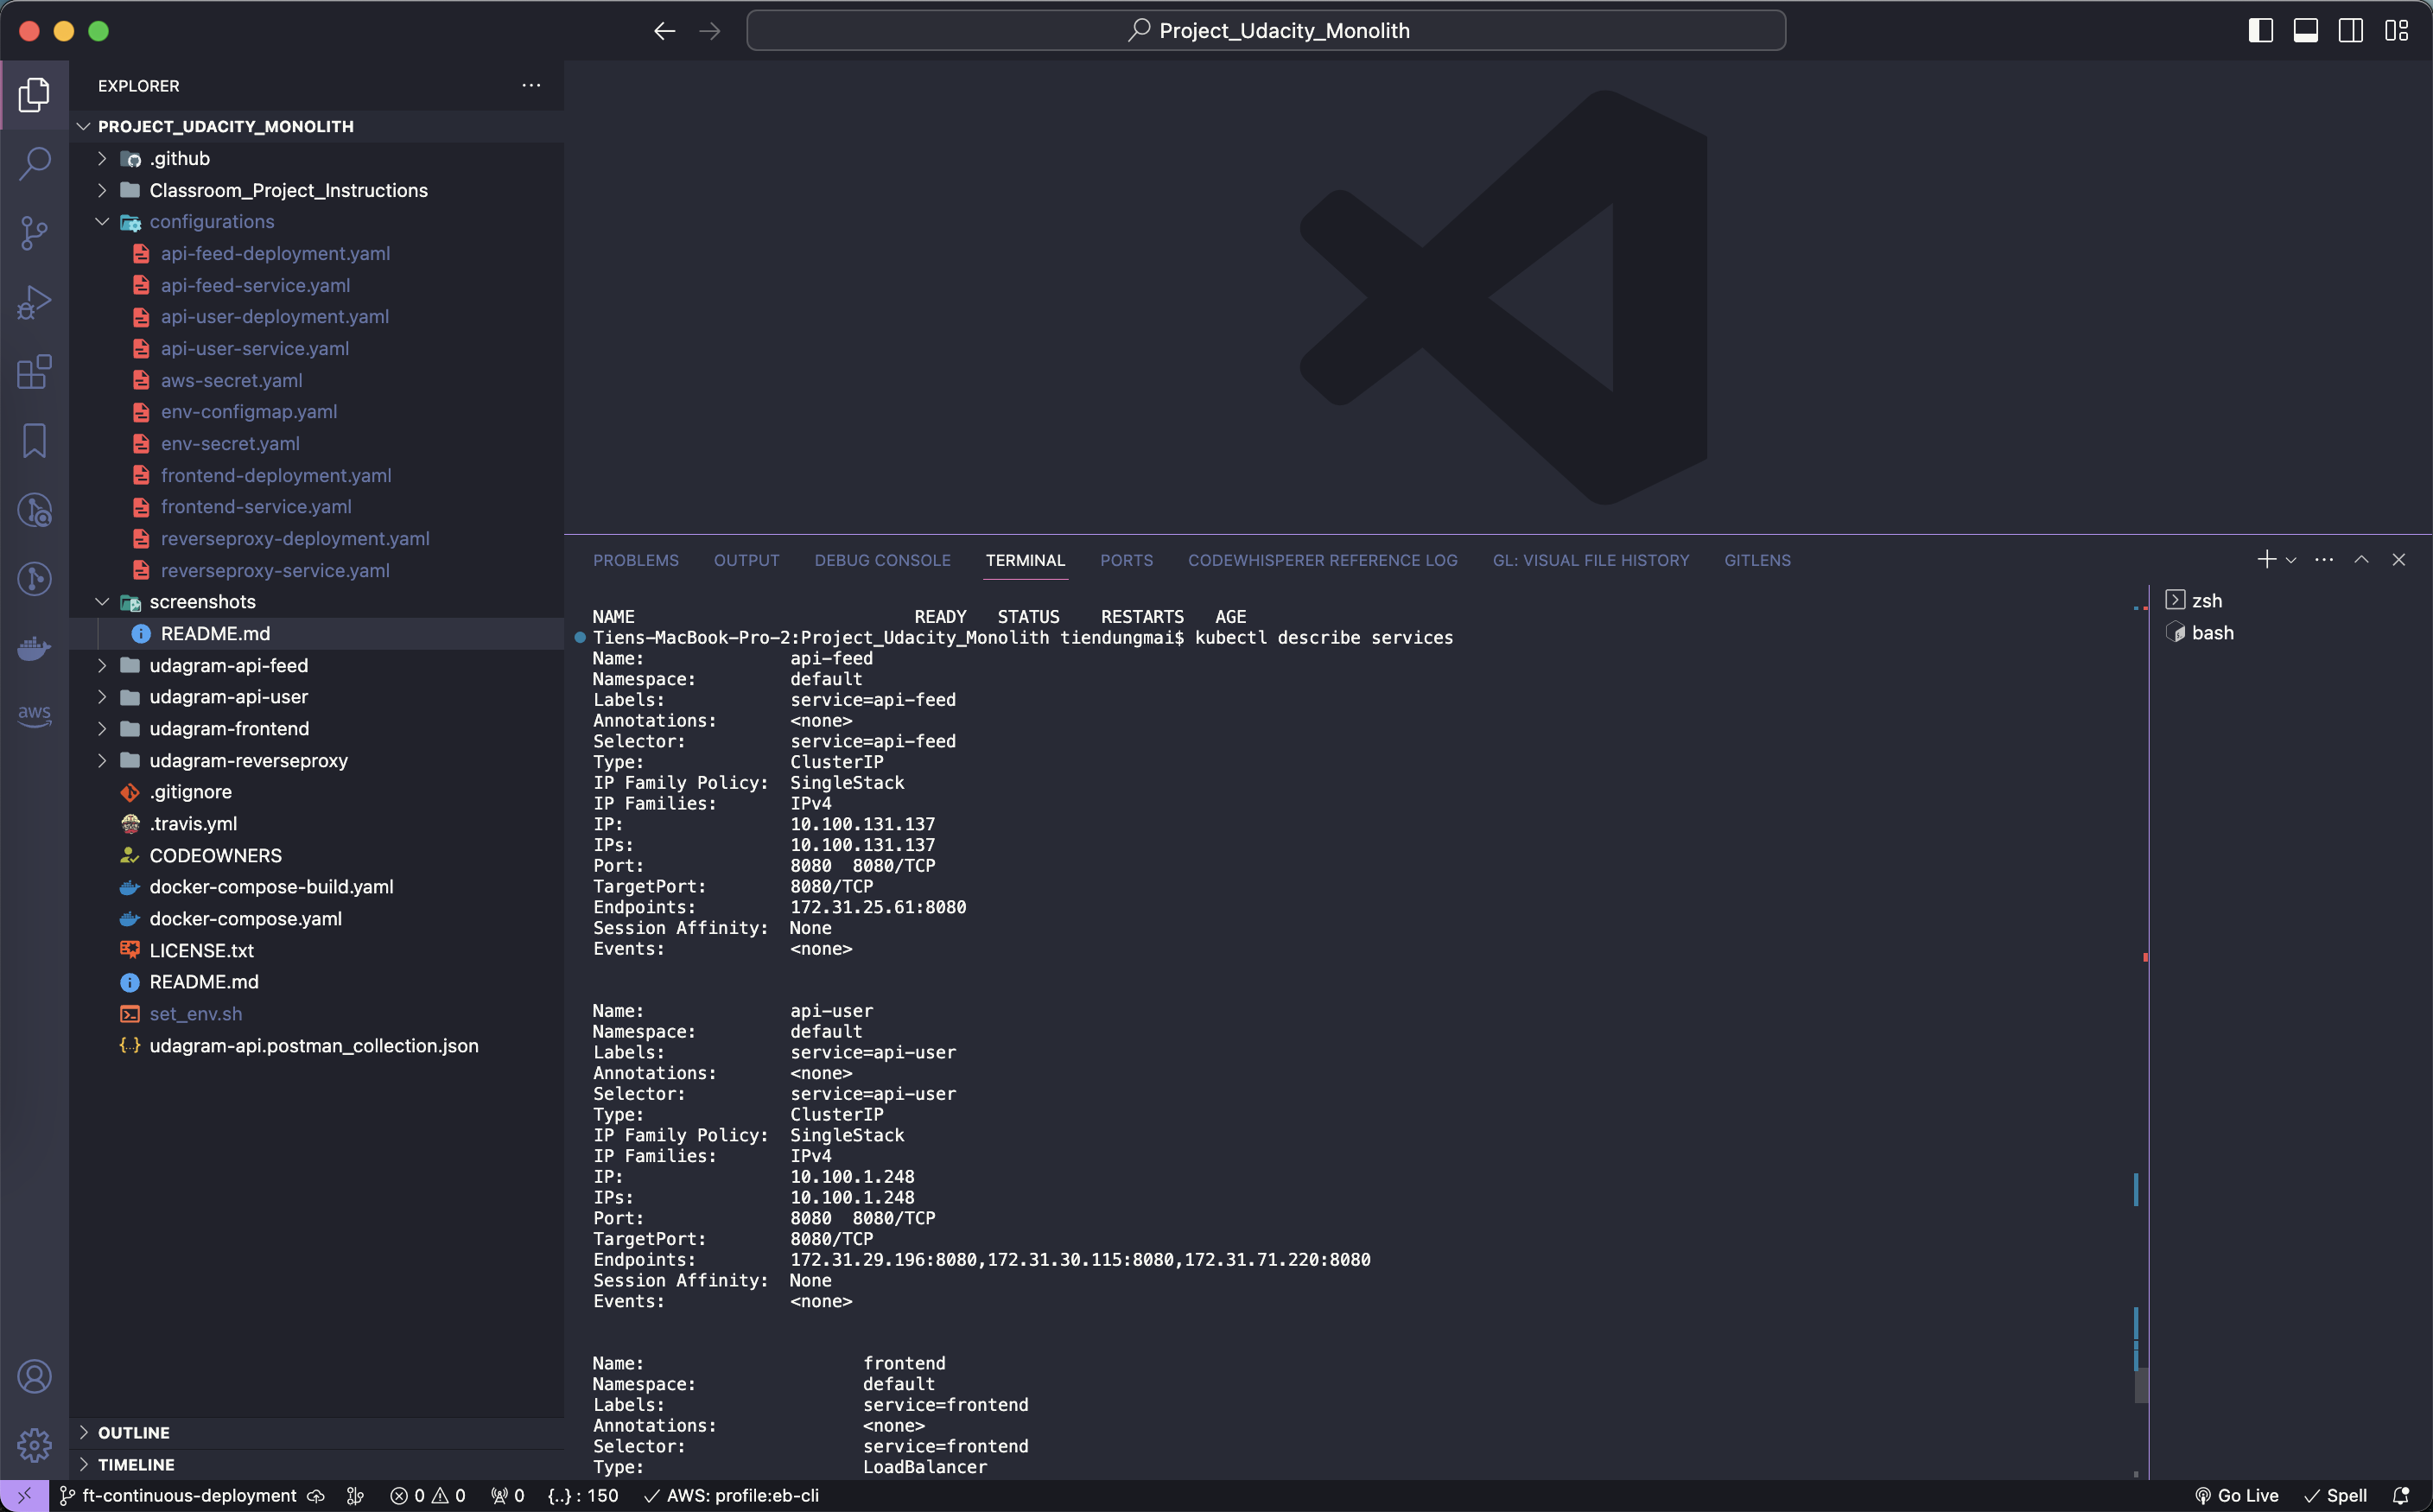 Project_Udacity_Monolith
EXPLORER
PROJECT_UDACITY_MONOLITH
.github
Classroom_Project_Instructions
configurations
api-feed-deployment.yaml
api-feed-service.yaml
api-user-deployment.yaml
api-user-service.yaml
aws-secret.yaml
env-configmap.yaml
env-secret.yaml
frontend-deployment.yaml
frontend-service.yaml
reverseproxy-deployment.yaml
reverseproxy-service.yaml
screenshots
README.md
udagram-api-feed
udagram-api-user
udagram-frontend
udagram-reverseproxy
.gitignore
.travis.yml
CODEOWNERS
docker-compose-build.yaml
docker-compose.yaml
LICENSE.txt
README.md
set_env.sh
udagram-api.postman_collection.json
OUTLINE
TIMELINE
aws
PROBLEMS OUTPUT DEBUG CONSOLE TERMINAL PORTS CODEWHISPERER REFERENCE LOG GL: VISUAL FILE HISTORY GITLENS
NAME READY STATUS RESTARTS AGE
Tiens-MacBook-Pro-2:Project_Udacity_Monolith tiendungmai$ kubectl describe services
Name: api-feed
Namespace: default
Labels: service=api-feed
Annotations: <none>
Selector: service=api-feed
Type: ClusterIP
IP Family Policy: SingleStack
IP Families: IPv4
IP: 10.100.131.137
IPs: 10.100.131.137
Port: 8080 8080/TCP
TargetPort: 8080/TCP
Endpoints: 172.31.25.61:8080
Session Affinity: None
Events: <none>
Name: api-user
Namespace: default
Labels: service=api-user
Annotations: <none>
Selector: service=api-user
Type: ClusterIP
IP Family Policy: SingleStack
IP Families: IPv4
IP: 10.100.1.248
IPs: 10.100.1.248
Port: 8080 8080/TCP
TargetPort: 8080/TCP
Endpoints: 172.31.29.196:8080,172.31.30.115:8080,172.31.71.220:8080
Session Affinity: None
Events: <none>
Name: frontend
Namespace: default
Labels: service=frontend
Annotations: <none>
Selector: service=frontend
Type: LoadBalancer
zsh
bash
ft-continuous-deployment 0 0 0 {..} : 150 AWS: profile:eb-cli Go Live Spell